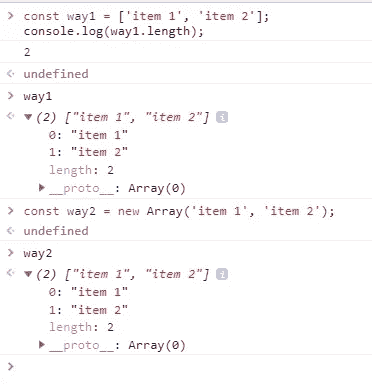 > const way1 = ['item 1', 'item 2'];
console.log(way1.length);
2
undefined
> way1
(2) ["item 1", "item 2"] i
0: "item 1"
1: "item 2"
length: 2
__proto__: Array(0)
> const way2 = new Array('item 1', 'item 2');
undefined
> way2
(2) ["item 1", "item 2"] i
0: "item 1"
1: "item 2"
length: 2
__proto__: Array(0)
>